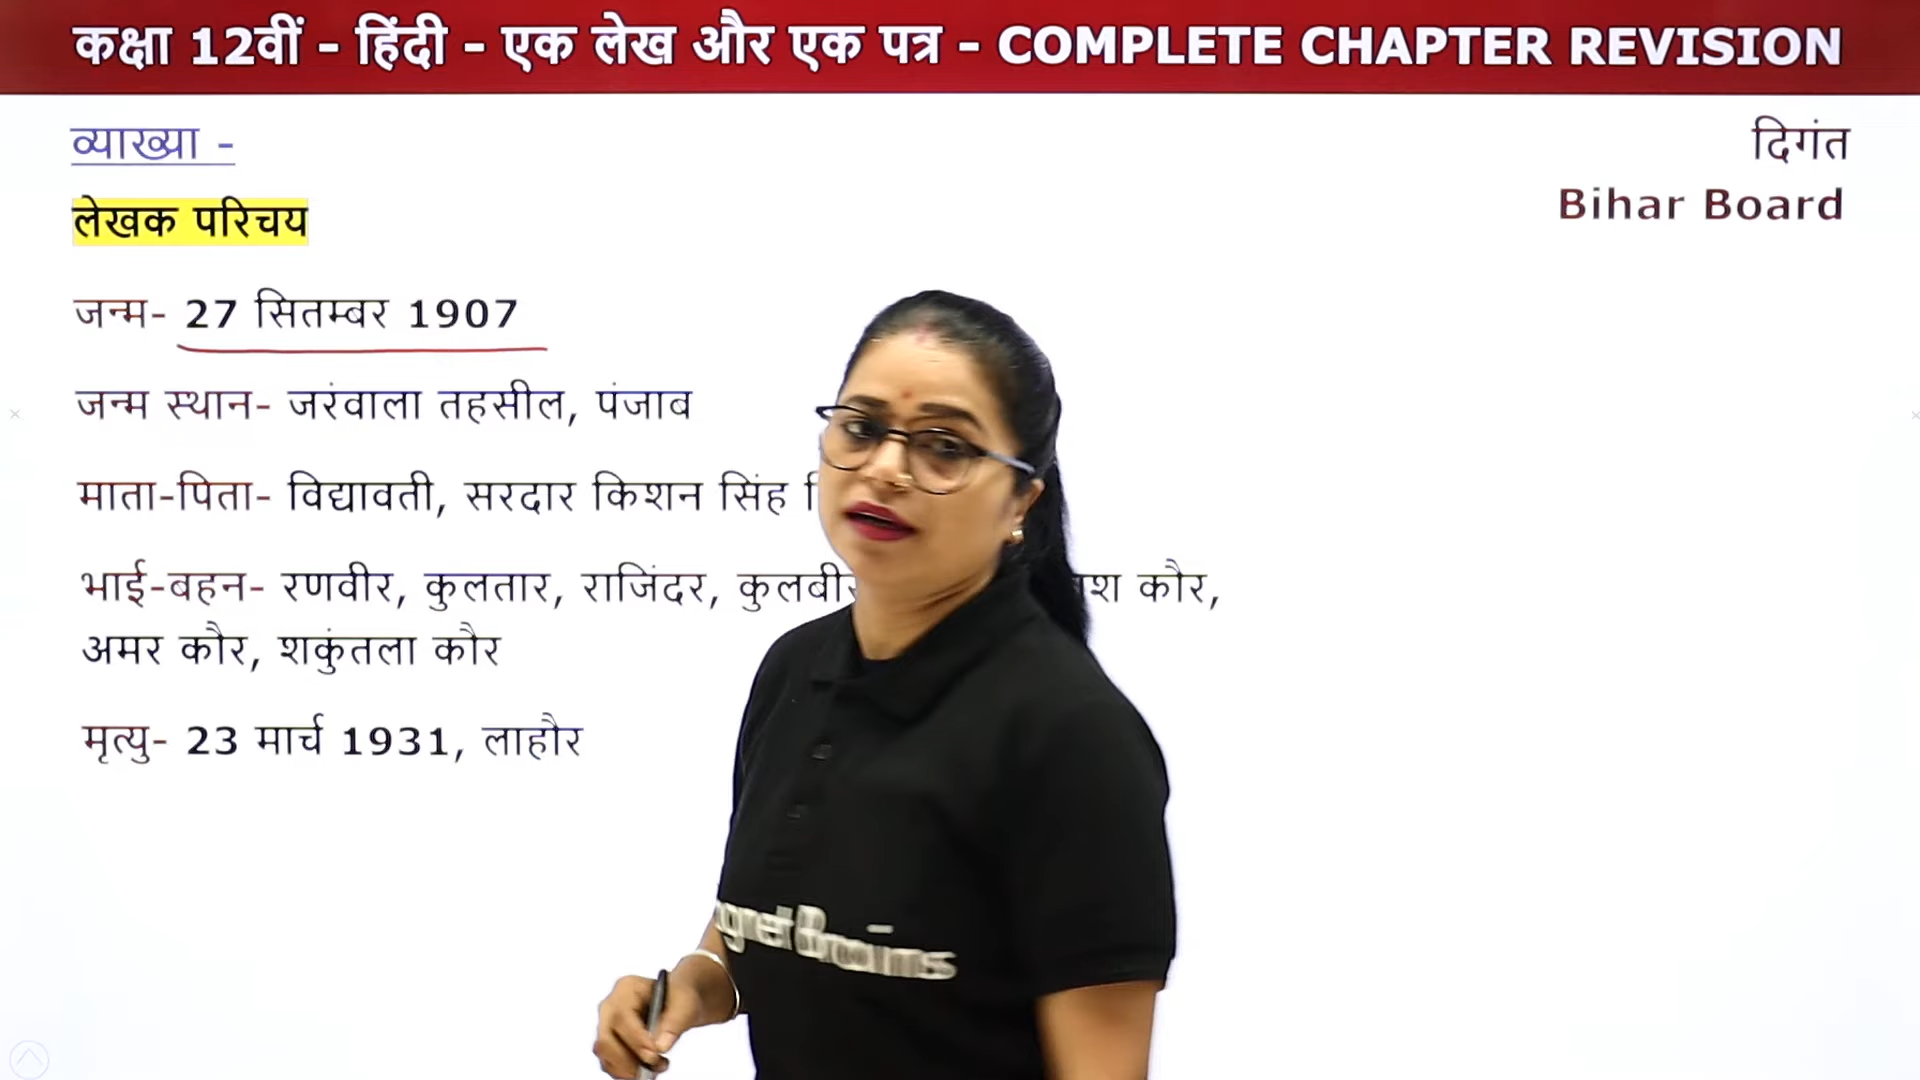 कक्षा 12वीं - हिंदी - एक लेख और एक पत्र - COMPLETE CHAPTER REVISION
व्याख्या -
दिगंत
लेखक परिचय
Bihar Board
जन्म- 27 सितम्बर 1907
जन्म स्थान- जरंवाला तहसील, पंजाब
माता-पिता- विद्यावती, सरदार किशन सिंह
भाई-बहन- रणवीर, कुलतार, राजिंदर, कौर,
अमर कौर, शकुंतला कौर
मृत्यु- 23 मार्च 1931, लाहौर